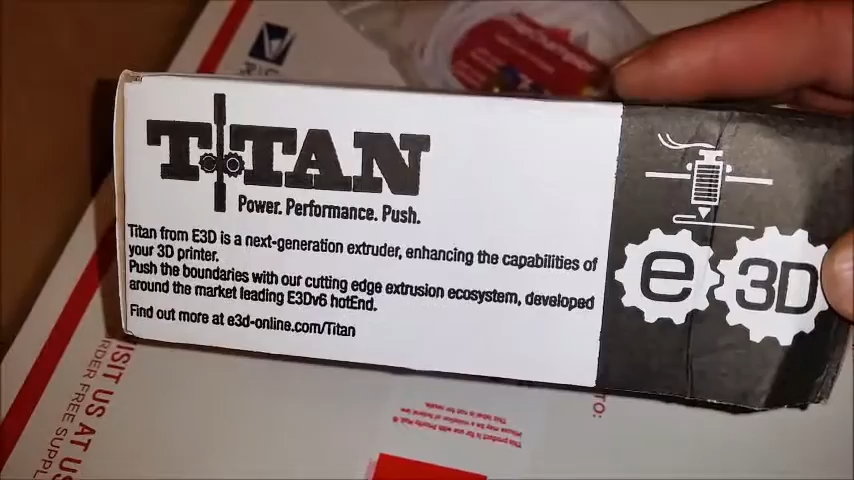 TITAN
Power. Performance. Push.
Titan from E3D is a next-generation extruder, enhancing the capabilities of
your 3D printer.
Push the boundaries with our cutting edge extrusion ecosystem, developed
around the market leading E3Dv6 hotEnd.
Find out more at e3d-online.com/Titan
e3D
VISIT US AT US
ORDER FREE SUPPL
TO: